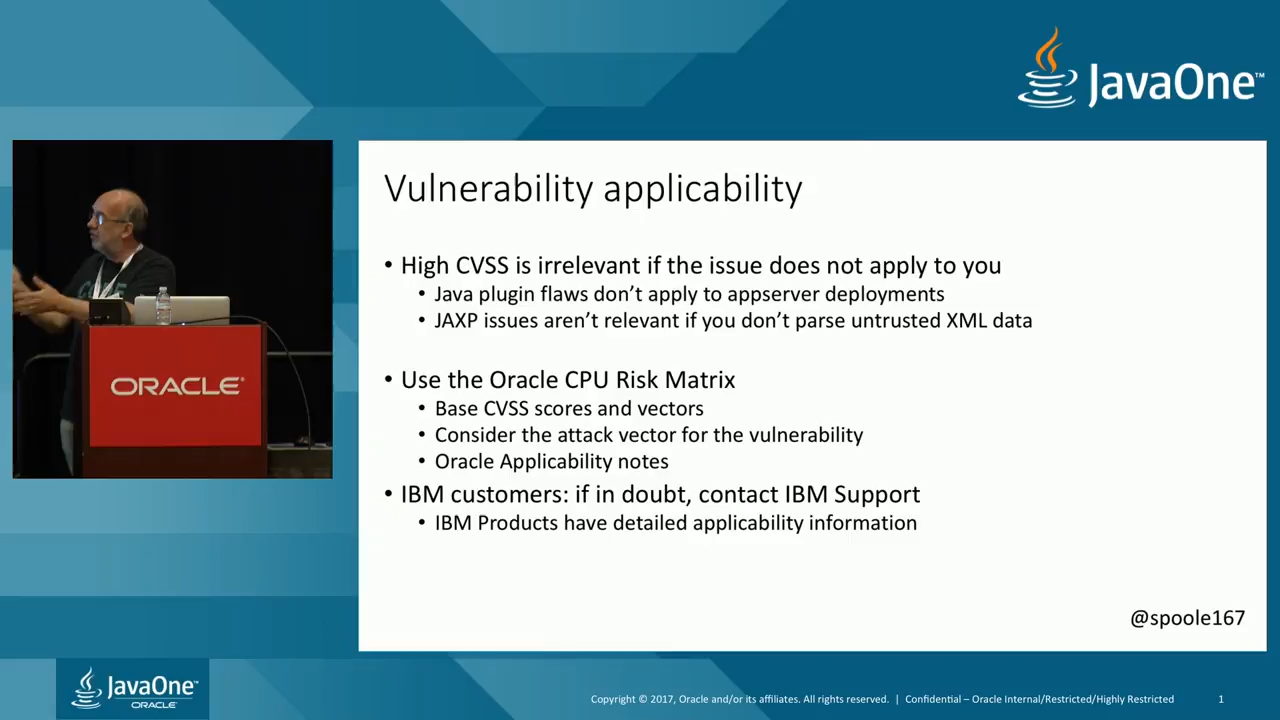 JavaOne™
Vulnerability applicability
• High CVSS is irrelevant if the issue does not apply to you
• Java plugin flaws don’t apply to appserver deployments
• JAXP issues aren’t relevant if you don’t parse untrusted XML data
• Use the Oracle CPU Risk Matrix
• Base CVSS scores and vectors
• Consider the attack vector for the vulnerability
• Oracle Applicability notes
• IBM customers: if in doubt, contact IBM Support
• IBM Products have detailed applicability information
@spoole167
ORACLE®
JavaOne™
ORACLE
Copyright © 2017, Oracle and/or its affiliates. All rights reserved. | Confidential – Oracle Internal/Restricted/Highly Restricted 1